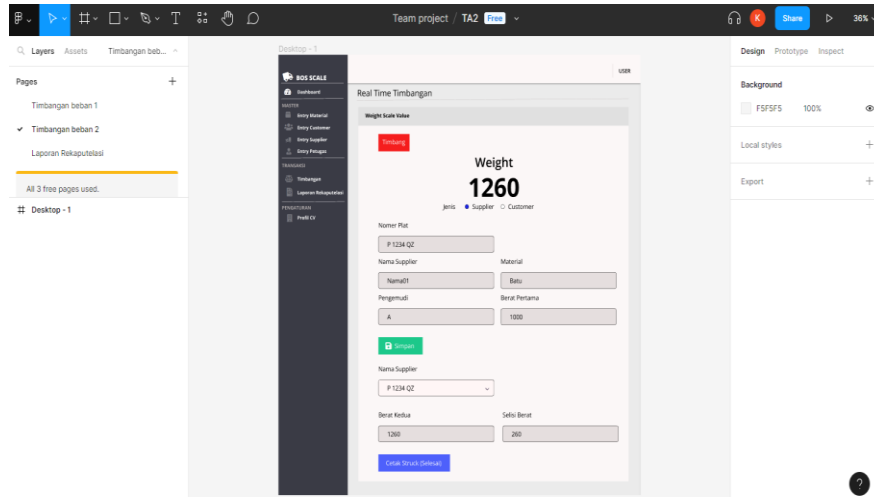 Team project / TA2 Free
K Share 36%
Layers Assets Timbangan beb...
Pages
Timbangan beban 1
Timbangan beban 2
Laporan Rekaputelasi
All 3 free pages used.
Desktop - 1
Desktop - 1
BOS SCALE
Dashboard
MASTER
Entry Material
Entry Customer
Entry Supplier
Entry Petugas
TRANSAKSI
Timbangan
Laporan Rekaputelasi
PENGATURAN
Profil CV
USER
Real Time Timbangan
Weight Scale Value
Timbang
Weight
1260
Jenis Supplier Customer
Nomer Plat
P 1234 QZ
Nama Supplier Material
Nama01 Batu
Pengemudi Berat Pertama
A 1000
Simpan
Nama Supplier
P 1234 QZ
Berat Kedua Selisi Berat
1260 260
Cetak Struck (Selesai)
Design Prototype Inspect
Background
F5F5F5 100%
Local styles
Export
?